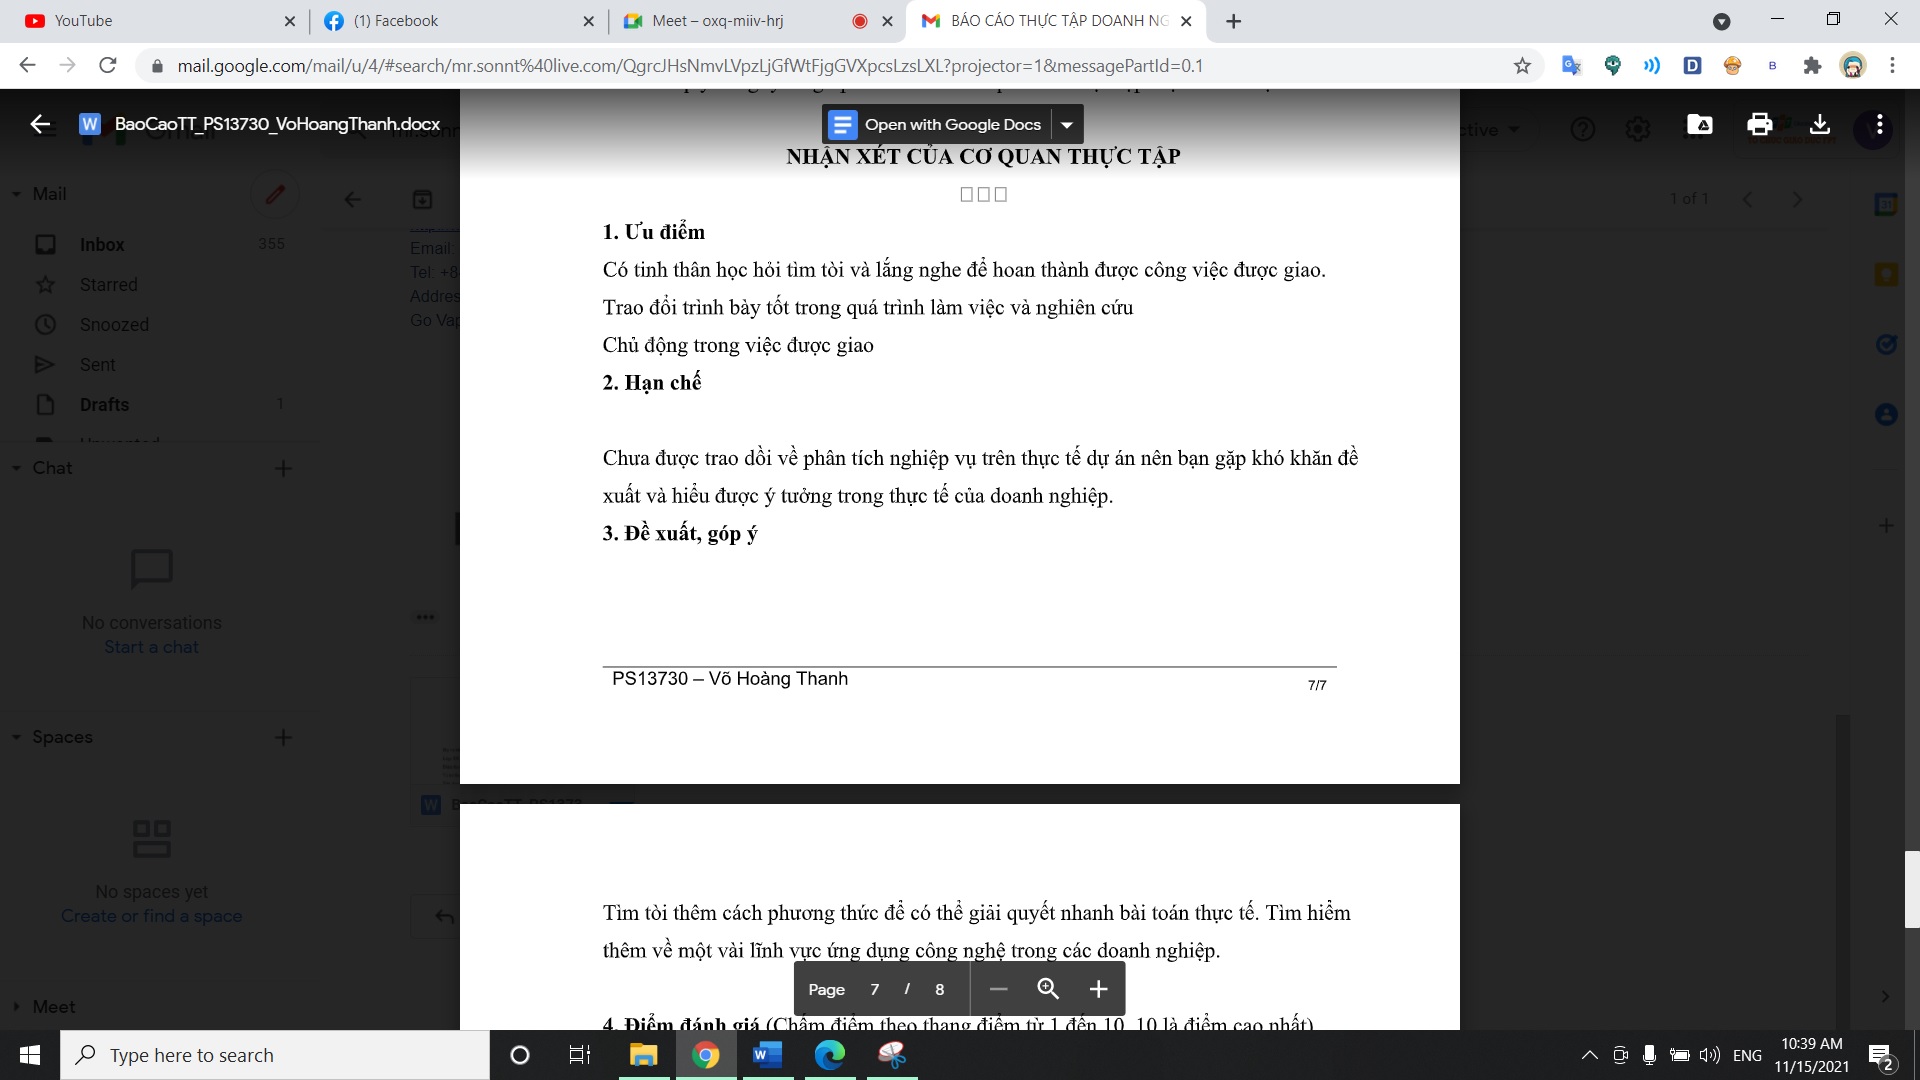 YouTube
(1) Facebook
Meet – oxq-miiv-hrj
BÁO CÁO THỰC TẬP DOANH NG
mail.google.com/mail/u/4/#search/mr.sonnt%40live.com/QgrcJHsNmvLVpzLjGfWtFjgGVXpcsLzsLXL?projector=1&messagePartId=0.1
BaoCaoTT_PS13730_VoHoangThanh.docx
Open with Google Docs
NHẬN XÉT CỦA CƠ QUAN THỰC TẬP
Mail
1 of 1
1. Ưu điểm
Inbox
355
Email:
Có tinh thân học hỏi tìm tòi và lắng nghe để hoan thành được công việc được giao.
Tel: +8
Starred
Addres
Trao đổi trình bày tốt trong quá trình làm việc và nghiên cứu
Go Vap
Snoozed
Chủ động trong việc được giao
Sent
2. Hạn chế
Drafts
1
Chưa được trao dồi về phân tích nghiệp vụ trên thực tế dự án nên bạn gặp khó khăn đề
Chat
xuất và hiểu được ý tưởng trong thực tế của doanh nghiệp.
3. Đề xuất, góp ý
No conversations
Start a chat
PS13730 – Võ Hoàng Thanh
7/7
Spaces
No spaces yet
Create or find a space
Tìm tòi thêm cách phương thức để có thể giải quyết nhanh bài toán thực tế. Tìm hiểm
thêm về một vài lĩnh vực ứng dụng công nghệ trong các doanh nghiệp.
Page 7 / 8
Meet
4. Điểm đánh giá (Chấm điểm theo thang điểm từ 1 đến 10, 10 là điểm cao nhất)
Type here to search
ENG
10:39 AM
11/15/2021
2